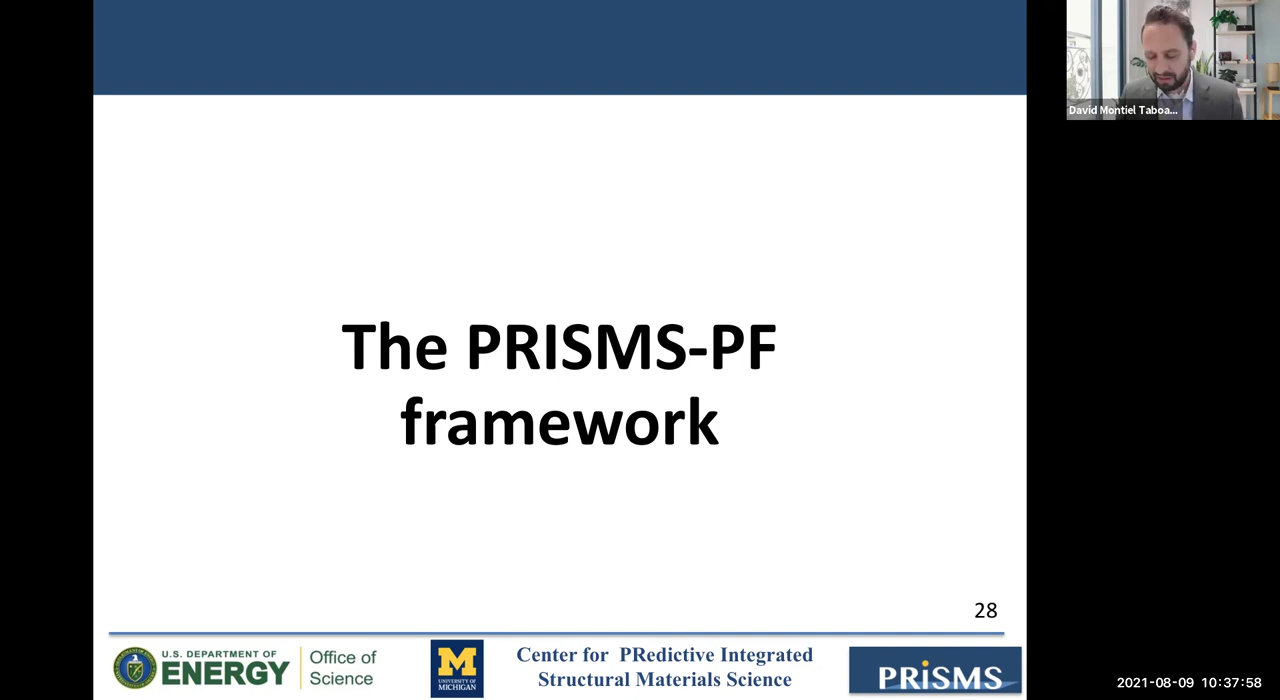 David Montiel Taboa...
The PRISMS-PF
framework
28
U.S. DEPARTMENT OF
ENERGY
Office of
Science
M
UNIVERSITY OF
MICHIGAN
Center for PRedictive Integrated
Structural Materials Science
PRiSMS
2021-08-09 10:37:58